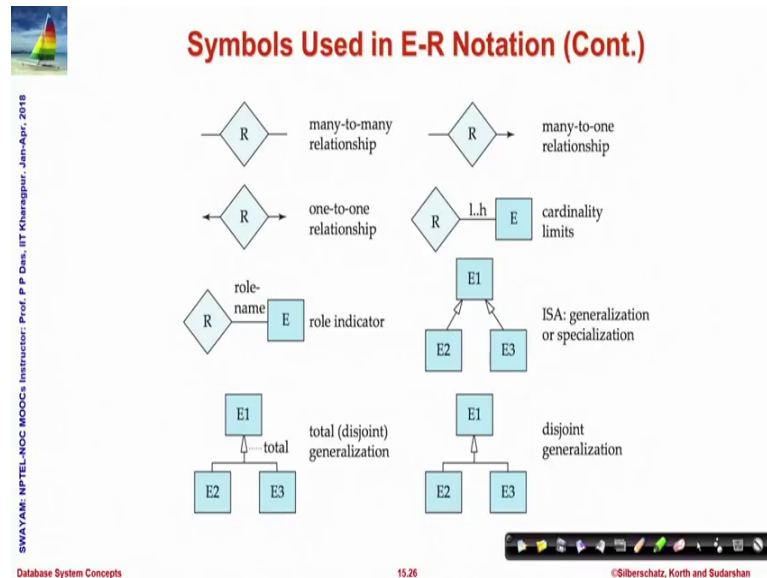 Symbols Used in E-R Notation (Cont.)
SWAYAM: NPTEL-NOC MOOCs Instructor: Prof. P P Das, IIT Kharagpur. Jan-Apr, 2018
R
many-to-many
relationship
R
many-to-one
relationship
R
one-to-one
relationship
R
l..h
E
cardinality
limits
R
role-
name
E
role indicator
E1
E2
E3
ISA: generalization
or specialization
E1
total
E2
E3
total (disjoint)
generalization
E1
E2
E3
disjoint
generalization
Database System Concepts
15.26
©Silberschatz, Korth and Sudarshan